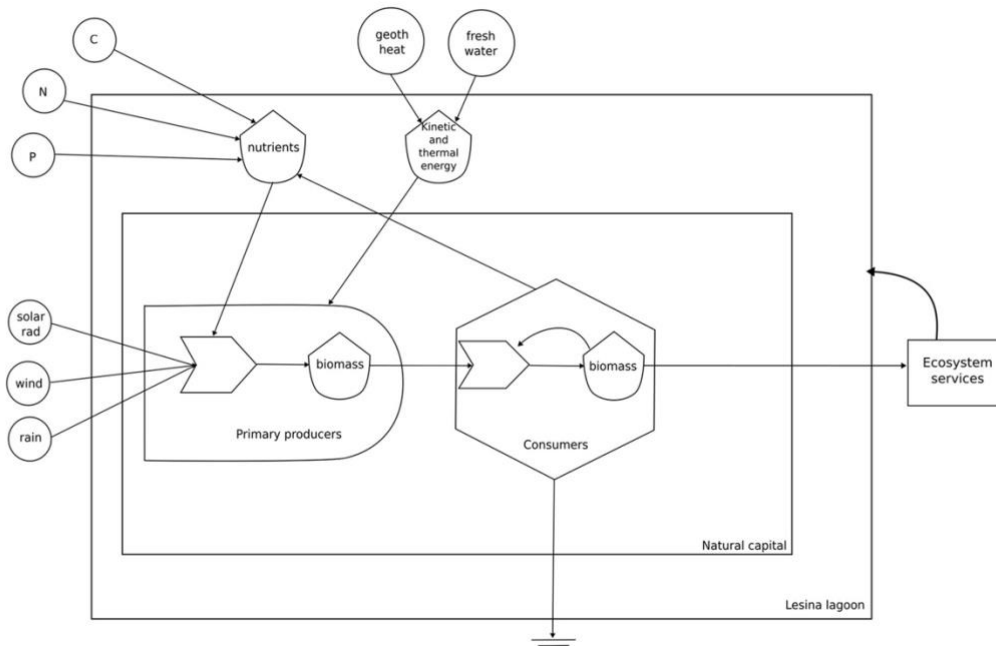 C
geoth
heat
fresh
water
N
P
nutrients
Kinetic
and
thermal
energy
solar
rad
wind
rain
biomass
Primary producers
biomass
Consumers
Ecosystem
services
Natural capital
Lesina lagoon